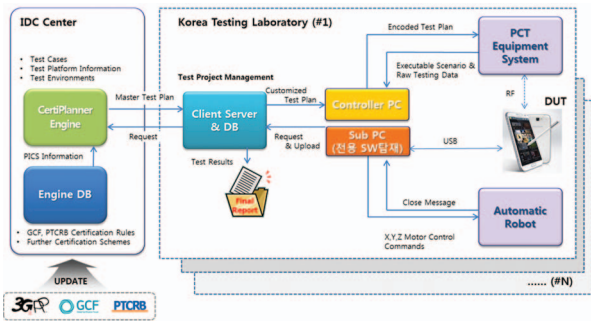 IDC Center
• Test Cases
• Test Platform Information
• Test Environments
CertiPlanner
Engine
PICS Information
Engine DB
• GCF, PTCRB Certification Rules
• Further Certification Schemes
UPDATE
3GPP
GCF
PTCRB
Master Test Plan
Request
Korea Testing Laboratory (#1)
Test Project Management
Client Server
& DB
Test Results
Final
Report
Customized
Test Plan
Request
& Upload
Controller PC
Sub PC
(전용 SW탑재)
Encoded Test Plan
Executable Scenario &
Raw Testing Data
PCT
Equipment
System
RF
DUT
USB
Close Message
X,Y,Z Motor Control
Commands
Automatic
Robot
...... (#N)